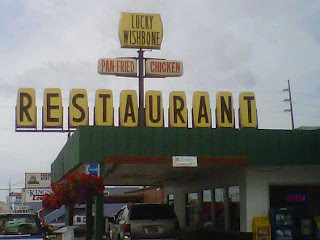 LUCKY
WISHBONE
PAN-FRIED CHICKEN
RESTAURANT